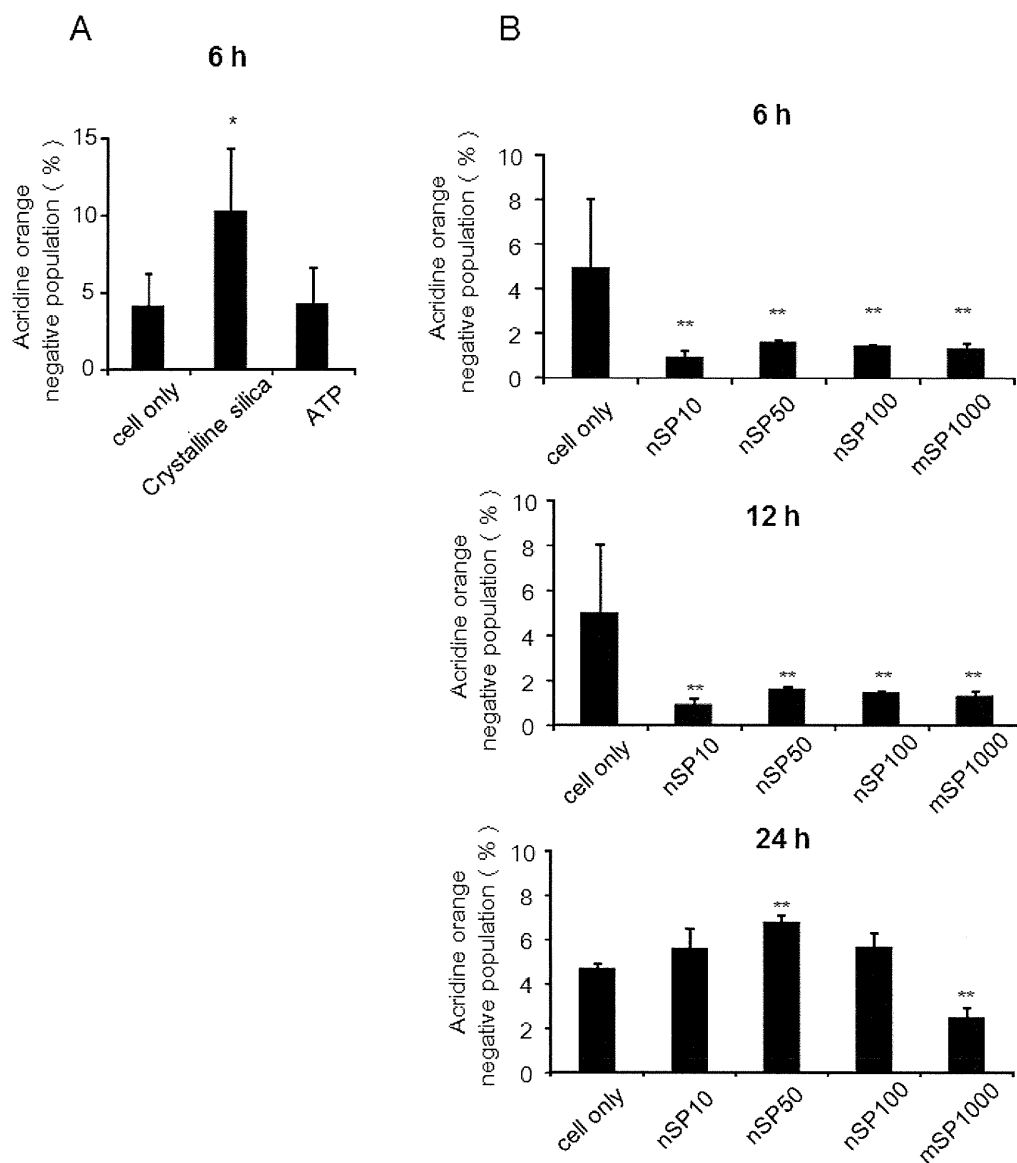 A
6 h
Acridine orange
negative population ( % )
15
10
5
0
*
cell only
Crystalline silica
ATP
B
6 h
Acridine orange
negative population ( % )
10
8
6
4
2
0
** ** ** **
cell only
nSP10
nSP50
nSP100
mSP1000
12 h
Acridine orange
negative population ( % )
10
8
6
4
2
0
** ** ** **
cell only
nSP10
nSP50
nSP100
mSP1000
24 h
Acridine orange
negative population ( % )
10
8
6
4
2
0
** **
cell only
nSP10
nSP50
nSP100
mSP1000